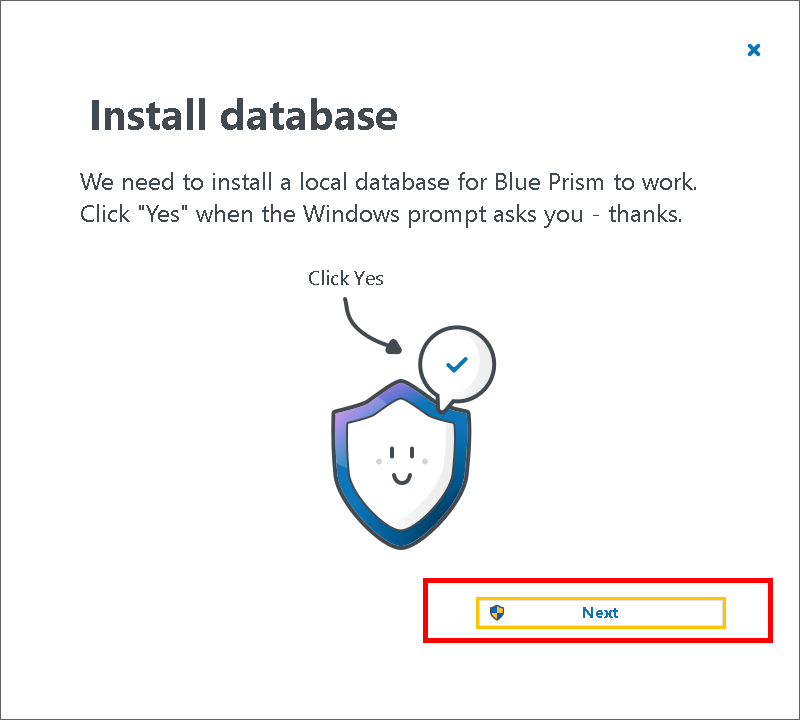 Install database
We need to install a local database for Blue Prism to work.
Click "Yes" when the Windows prompt asks you - thanks.
Click Yes
Next